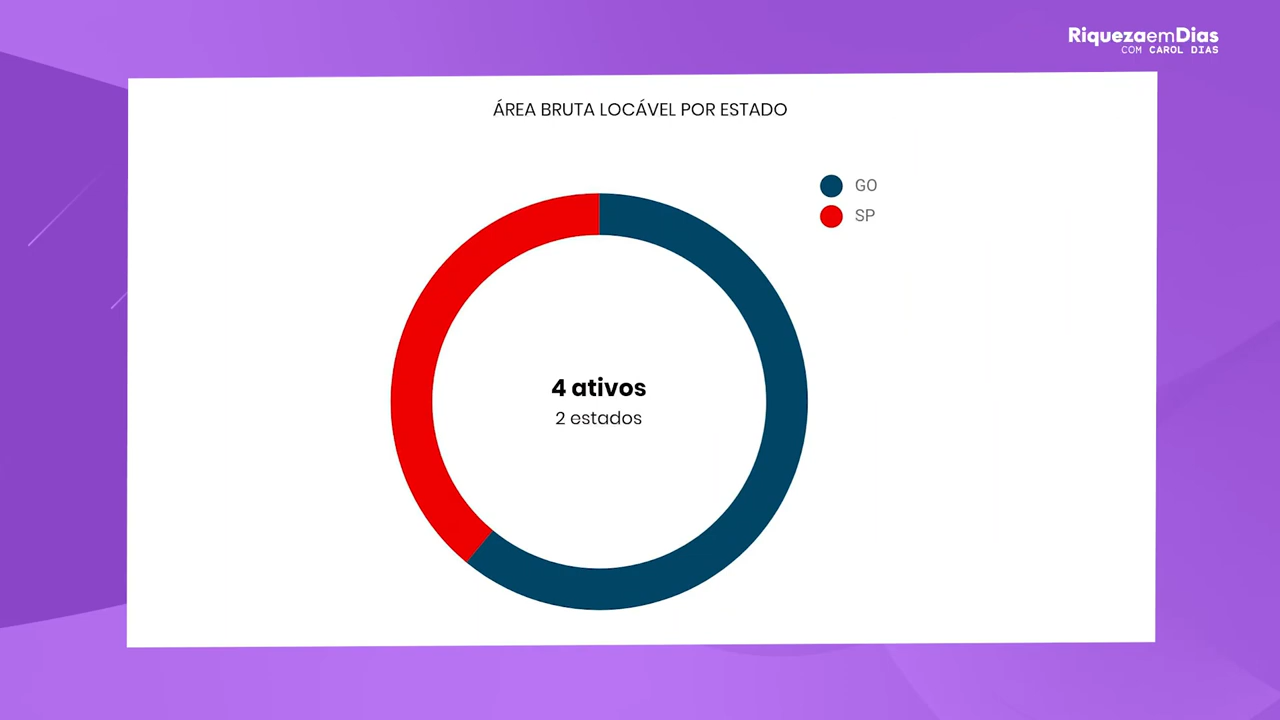 RiquezaemDias
COM CAROL DIAS
ÁREA BRUTA LOCÁVEL POR ESTADO
GO
SP
4 ativos
2 estados